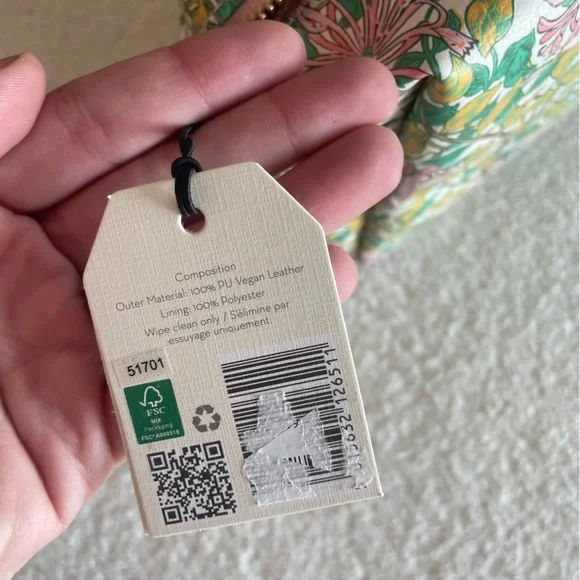 Composition
Outer Material: 100% PU Vegan Leather
Lining: 100% Polyester
Wipe clean only / S'élimine par
essuyage uniquement.
51701
FSC
MIX
Packaging